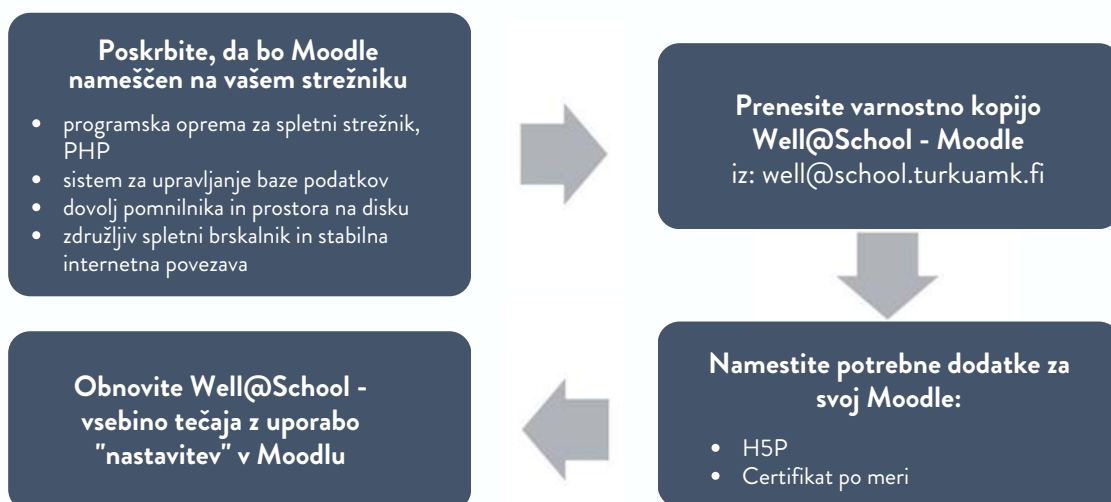 Poskrbite, da bo Moodle
nameščen na vašem strežniku
• programska oprema za spletni strežnik,
PHP
• sistem za upravljanje baze podatkov
• dovolj pomnilnika in prostora na disku
• združljiv spletni brskalnik in stabilna
internetna povezava
Prenesite varnostno kopijo
Well@School - Moodle
iz: well@school.turkuamk.fi
Namestite potrebne dodatke za
svoj Moodle:
• H5P
• Certifikat po meri
Obnovite Well@School -
vsebino tečaja z uporabo
"nastavitev" v Moodlu